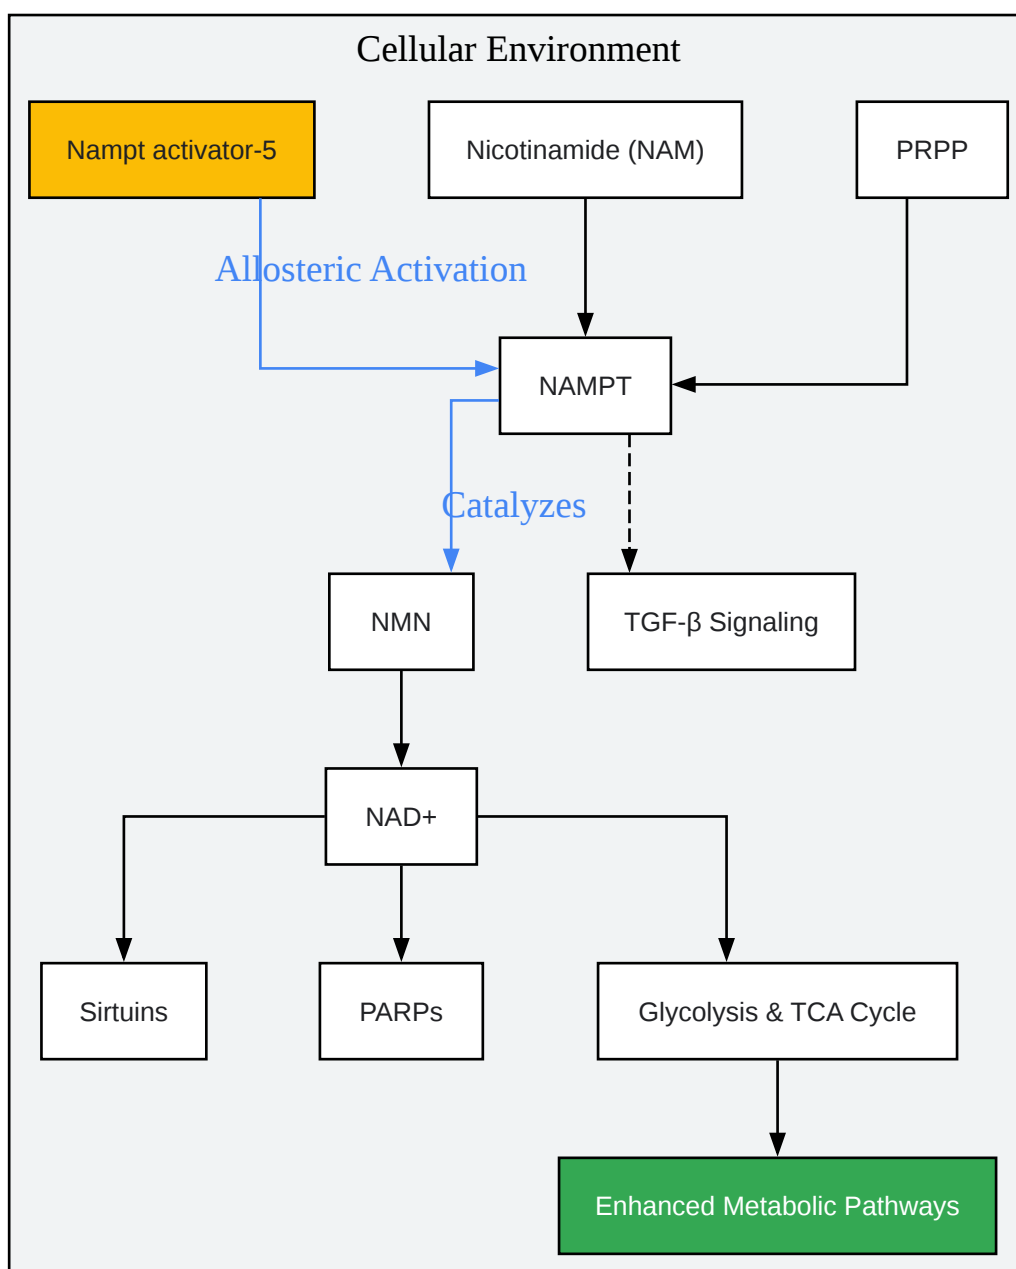 Cellular Environment
Nampt activator-5
Nicotinamide (NAM)
PRPP
Allosteric Activation
NAMPT
Catalyzes
NMN
TGF-β Signaling
NAD+
Sirtuins
PARPs
Glycolysis & TCA Cycle
Enhanced Metabolic Pathways